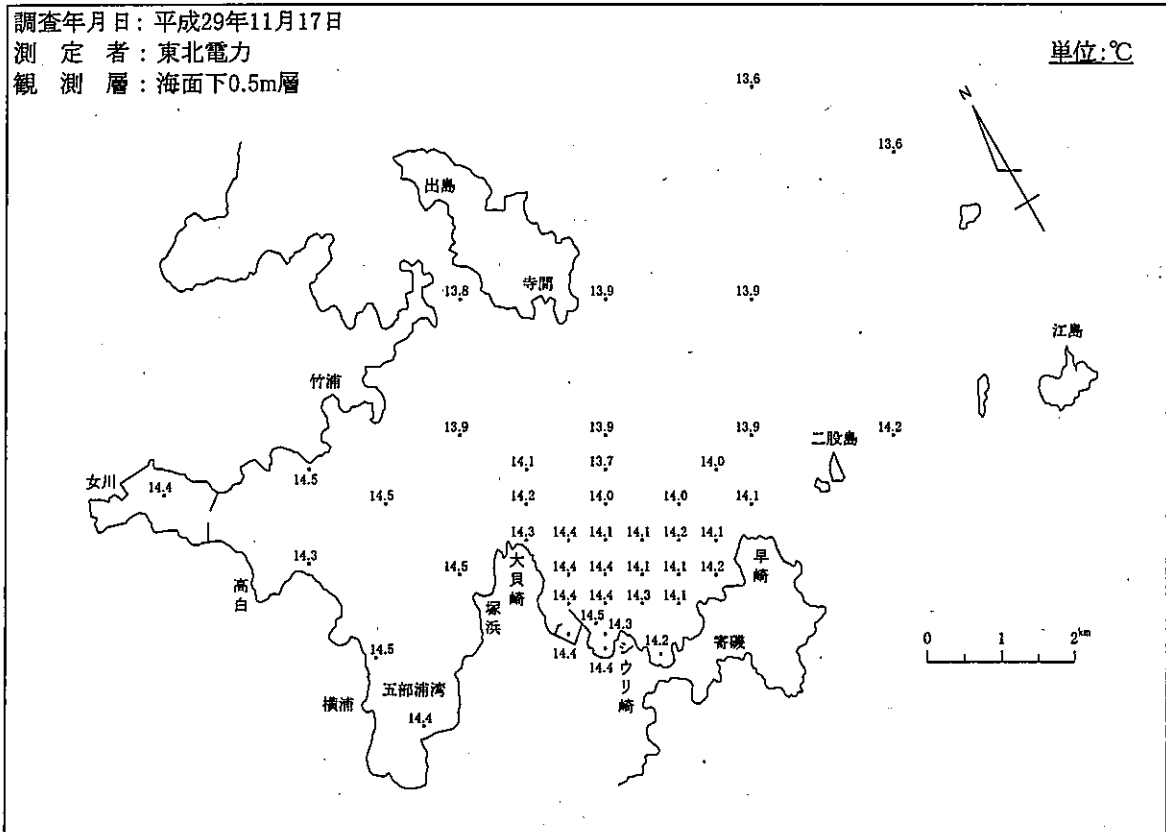 調査年月日：平成29年11月17日
測定者：東北電力
観測層：海面下0.5m層
単位：℃
13.6
N
13.6
出島
寺間
13.8
13.9
13.9
江島
竹浦
13.9
13.9
13.9
二股島
14.2
14.1
13.7
14.0
女川
14.4
14.5
14.5
14.2
14.0
14.0
14.1
14.3
14.4
14.1
14.1
14.2
14.1
14.3
高白
14.5
大貝崎
塚浜
14.4
14.4
14.1
14.1
14.2
早崎
14.4
14.4
14.3
14.1
14.5
14.3
14.4
14.4
14.2
シウリ崎
寄磯
0 1 2km
14.5
五部浦湾
横浦
14.4